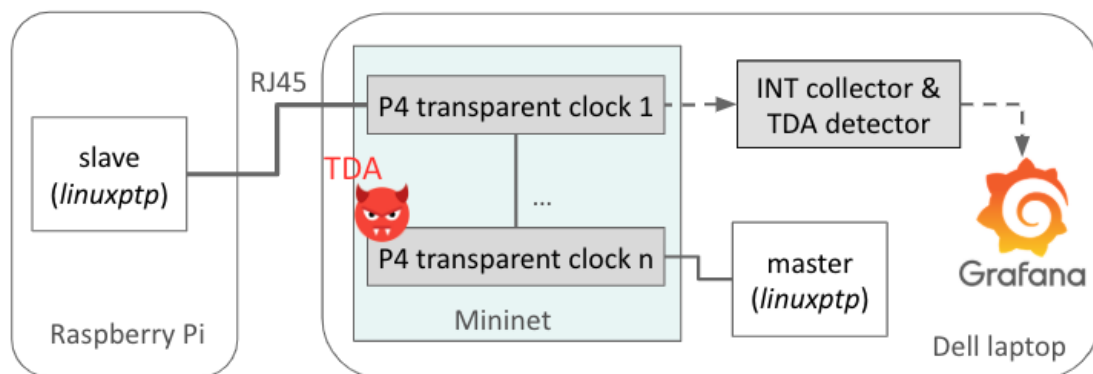 RJ45
P4 transparent clock 1
INT collector &
TDA detector
slave
(linuxptp)
TDA
...
P4 transparent clock n
master
(linuxptp)
Grafana
Mininet
Raspberry Pi
Dell laptop